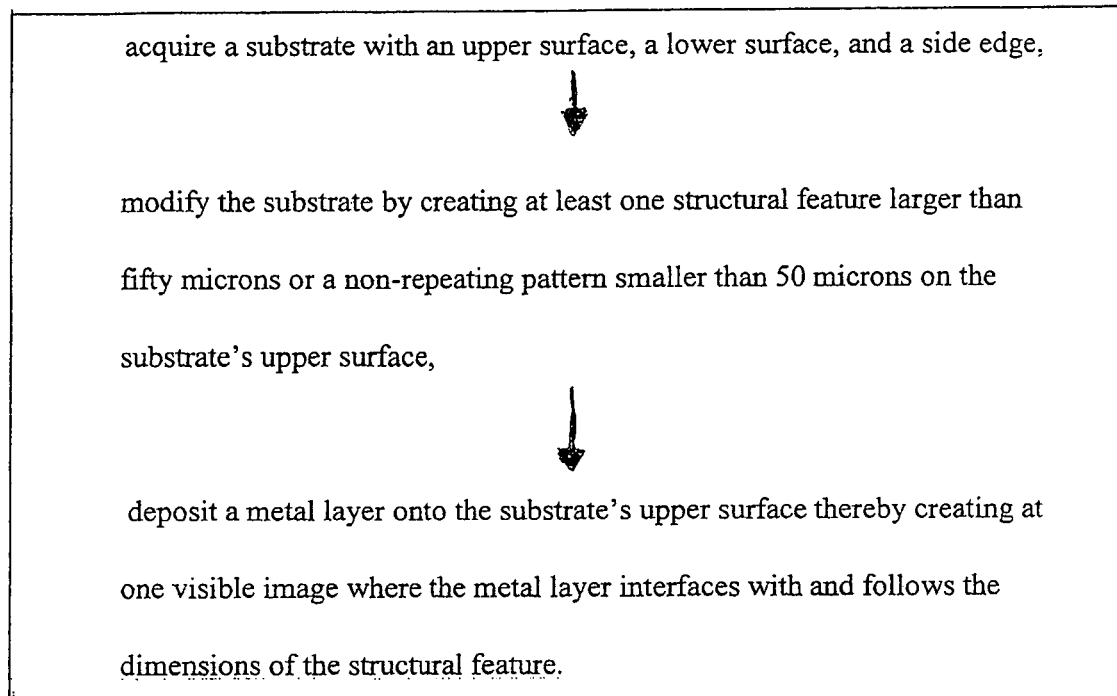 acquire a substrate with an upper surface, a lower surface, and a side edge,
modify the substrate by creating at least one structural feature larger than
fifty microns or a non-repeating pattern smaller than 50 microns on the
substrate's upper surface,
deposit a metal layer onto the substrate's upper surface thereby creating at
one visible image where the metal layer interfaces with and follows the
dimensions of the structural feature.